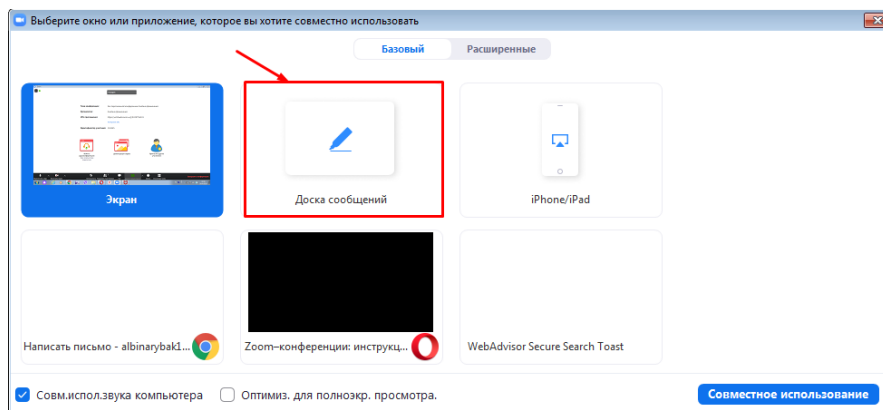 Выберите окно или приложение, которое вы хотите совместно использовать
Базовый
Расширенные
Экран
Доска сообщений
iPhone/iPad
Написать письмо - albinarybak1...
Zoom–конференции: инструкц...
WebAdvisor Secure Search Toast
Совм.испол.звука компьютера
Оптимиз. для полноэкр. просмотра.
Совместное использование